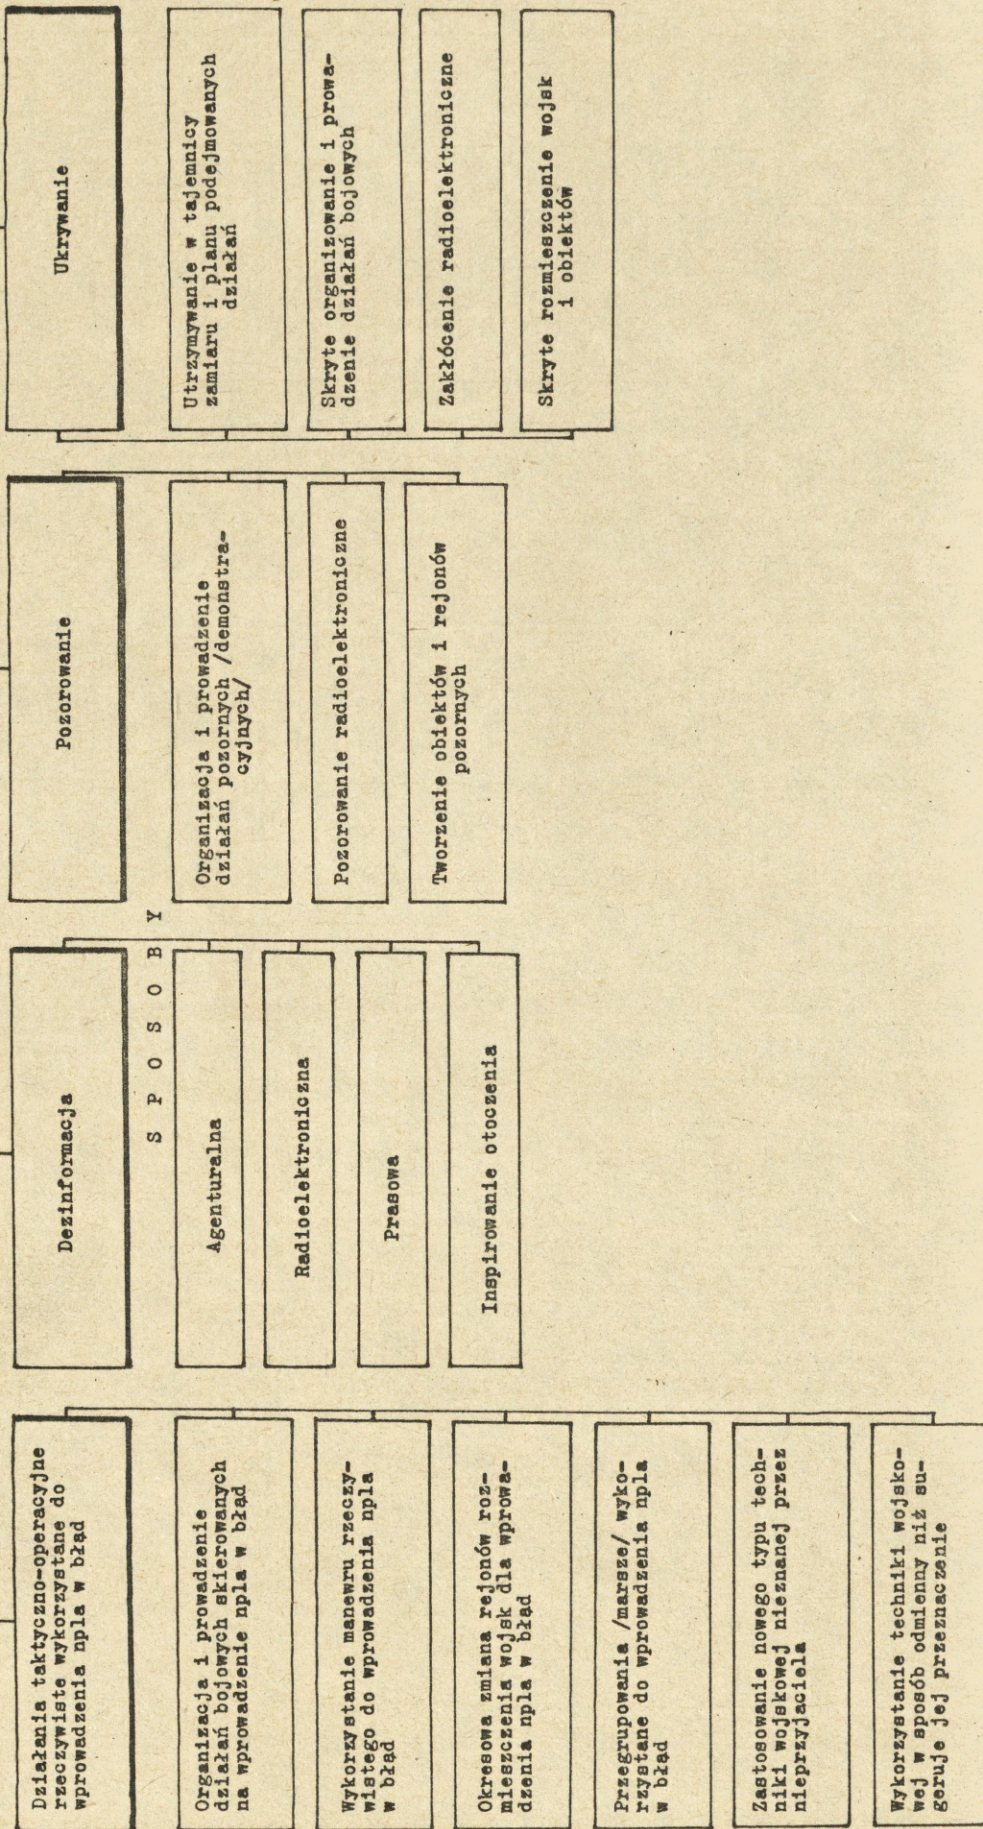 Działania taktyczno-operacyjne
rzeczywiste wykorzystane do
wprowadzenia npla w błąd
Dezinformacja
Pozorowanie
Ukrywanie
S P O S O B Y
Organizacja i prowadzenie
działań bojowych skierowanych
na wprowadzenie npla w błąd
Wykorzystanie manewru rzeczy-
wistego do wprowadzenia npla
w błąd
Okresowa zmiana rejonów roz-
mieszczenia wojsk dla wprowa-
dzenia npla w błąd
Przegrupowania /marsze/ wyko-
rzystane do wprowadzenia npla
w błąd
Zastosowanie nowego typu tech-
niki wojskowej nieznanej przez
nieprzyjaciela
Wykorzystanie techniki wojsko-
wej w sposób odmienny niż su-
geruje jej przeznaczenie
Agenturalna
Radioelektroniczna
Prasowa
Inspirowanie otoczenia
Organizacja i prowadzenie
działań pozornych /demonstra-
cyjnych/
Pozorowanie radioelektroniczne
Tworzenie obiektów i rejonów
pozornych
Utrzymywanie w tajemnicy
zamiaru i planu podejmowanych
działań
Skryte organizowanie i prowa-
dzenie działań bojowych
Zakłócenie radioelektroniczne
Skryte rozmieszczenie wojsk
i obiektów